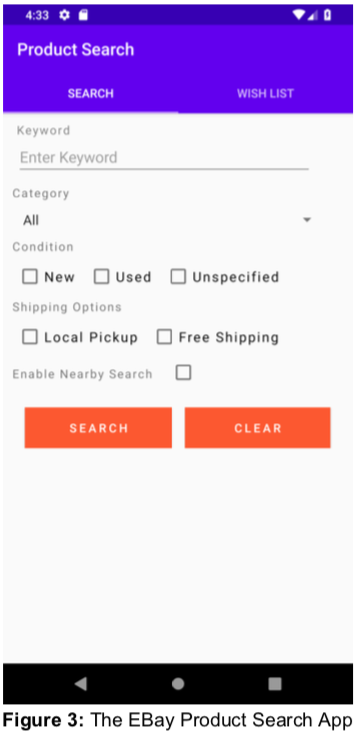 4:33
Product Search
SEARCH WISH LIST
Keyword
Enter Keyword
Category
All
Condition
New Used Unspecified
Shipping Options
Local Pickup Free Shipping
Enable Nearby Search
SEARCH CLEAR
Figure 3: The EBay Product Search App